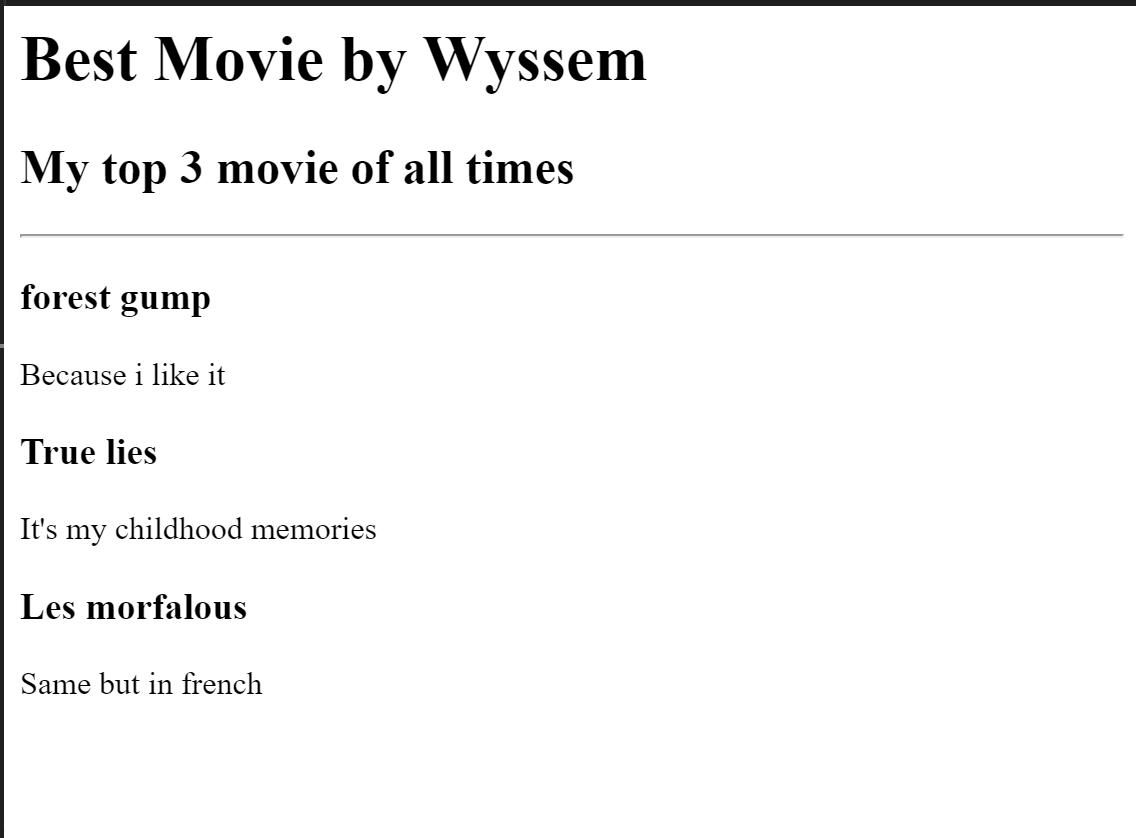 Best Movie by Wyssem
My top 3 movie of all times
forest gump
Because i like it
True lies
It's my childhood memories
Les morfalous
Same but in french